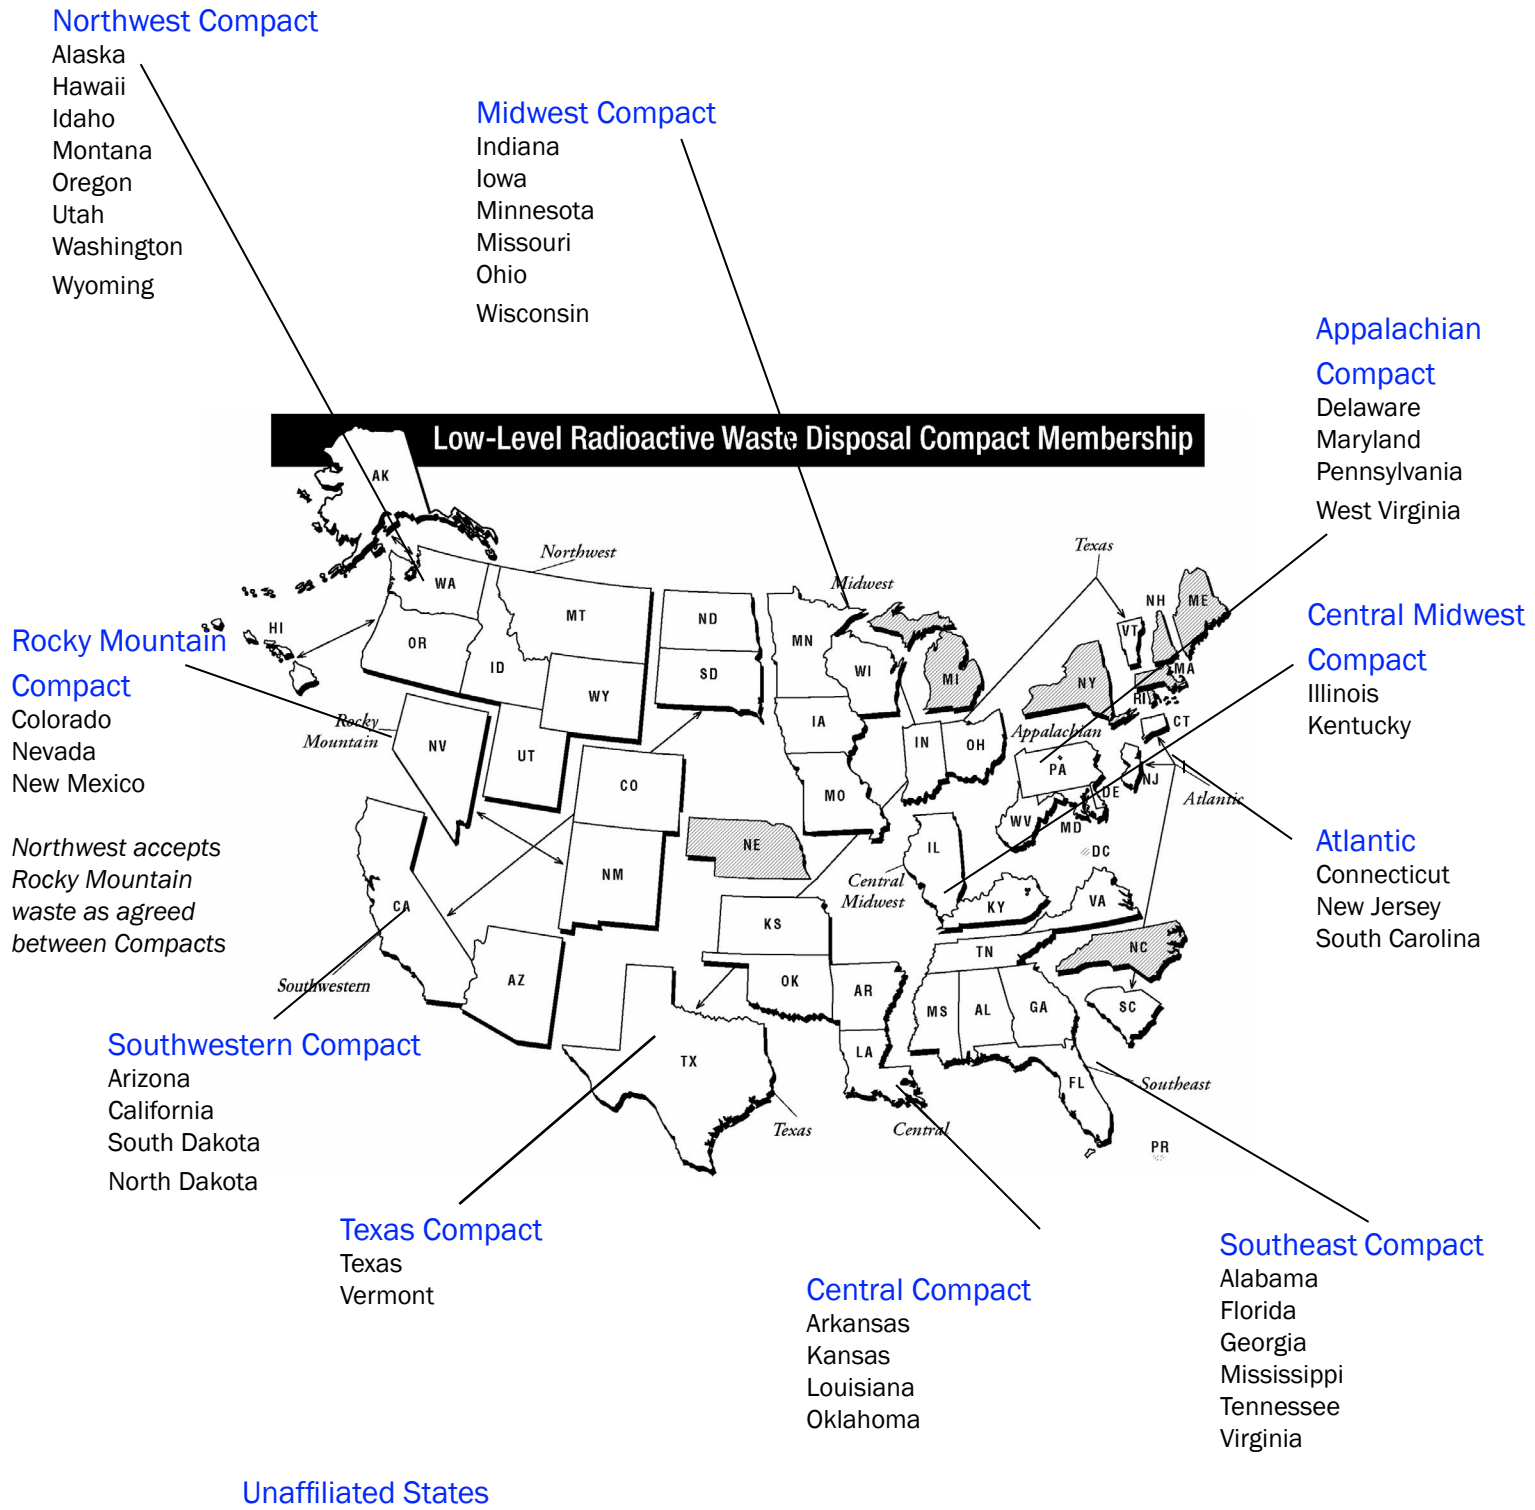 Northwest Compact
Alaska
Hawaii
Idaho
Montana
Oregon
Utah
Washington
Wyoming
Midwest Compact
Indiana
Iowa
Minnesota
Missouri
Ohio
Wisconsin
Appalachian
Compact
Delaware
Maryland
Pennsylvania
West Virginia
Low-Level Radioactive Waste Disposal Compact Membership
AK
Northwest
WA
MT
OR
ID
WY
HI
ND
SD
Midwest
MN
WI
MI
IA
MO
IN
OH
Texas
VT
NH
ME
NY
MA
RI
CT
Appalachian
PA
NJ
DE
Atlantic
WV
MD
DC
Rocky
Mountain
NV
UT
CO
NM
NE
CA
AZ
Southwestern
IL
Central
Midwest
KY
VA
KS
OK
TN
NC
AR
MS
AL
GA
SC
TX
LA
FL
Southeast
Texas
Central
PR
Rocky Mountain
Compact
Colorado
Nevada
New Mexico
Northwest accepts
Rocky Mountain
waste as agreed
between Compacts
Central Midwest
Compact
Illinois
Kentucky
Atlantic
Connecticut
New Jersey
South Carolina
Southwestern Compact
Arizona
California
South Dakota
North Dakota
Texas Compact
Texas
Vermont
Central Compact
Arkansas
Kansas
Louisiana
Oklahoma
Southeast Compact
Alabama
Florida
Georgia
Mississippi
Tennessee
Virginia
Unaffiliated States